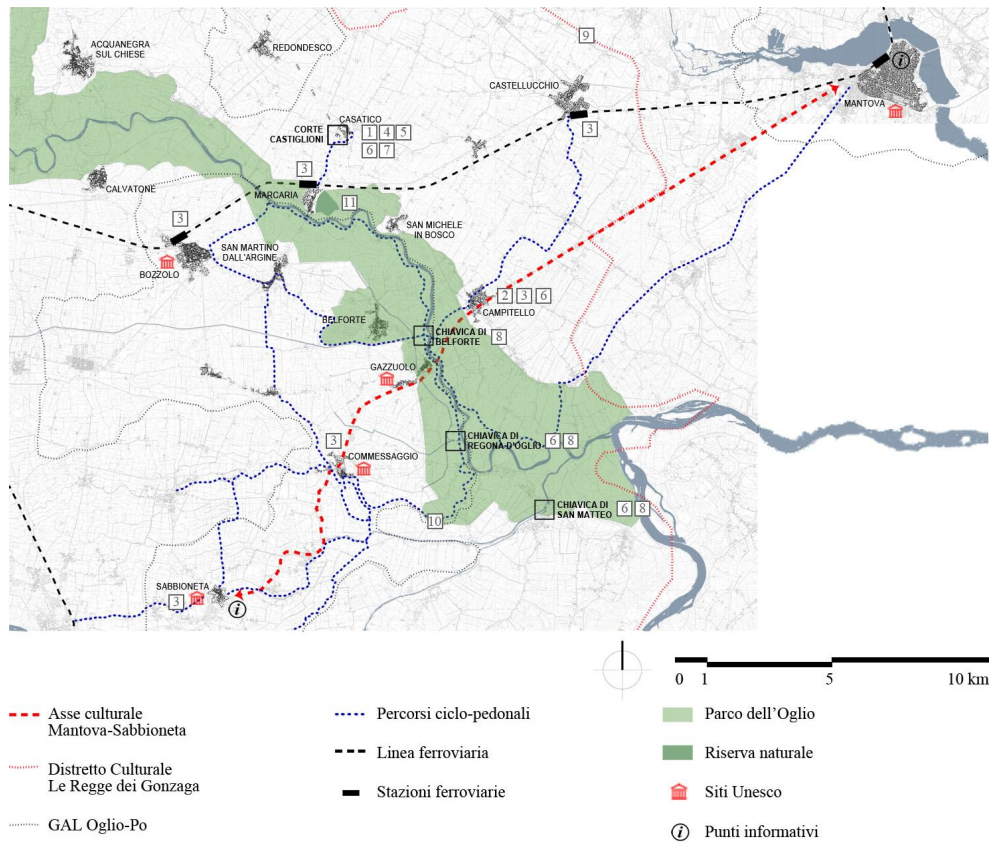 ACQUANEGRA
SUL CHIESE
REDONDESCO
9
CASTELLUCCHIO
i
MANTOVA
CORTE
CASTIGLIONI
CASATICO
1 4 5
6 7
3
3
MARCARIA
11
CALVATONE
3
SAN MICHELE
IN BOSCO
BOZZOLO
SAN MARTINO
DALL'ARGINE
2 3 6
CAMPITELLO
BELFORTE
CHIAVICA DI
BELFORTE
8
GAZZUOLO
3
COMMESSAGGIO
CHIAVICA DI
REGONA D'OGLIO
6 8
CHIAVICA DI
SAN MATTEO
6 8
10
SABBIONETA
3
i
0 1 5 10 km
Asse culturale
Mantova-Sabbioneta
Distretto Culturale
Le Regge dei Gonzaga
GAL Oglio-Po
Percorsi ciclo-pedonali
Linea ferroviaria
Stazioni ferroviarie
Parco dell'Oglio
Riserva naturale
Siti Unesco
i Punti informativi